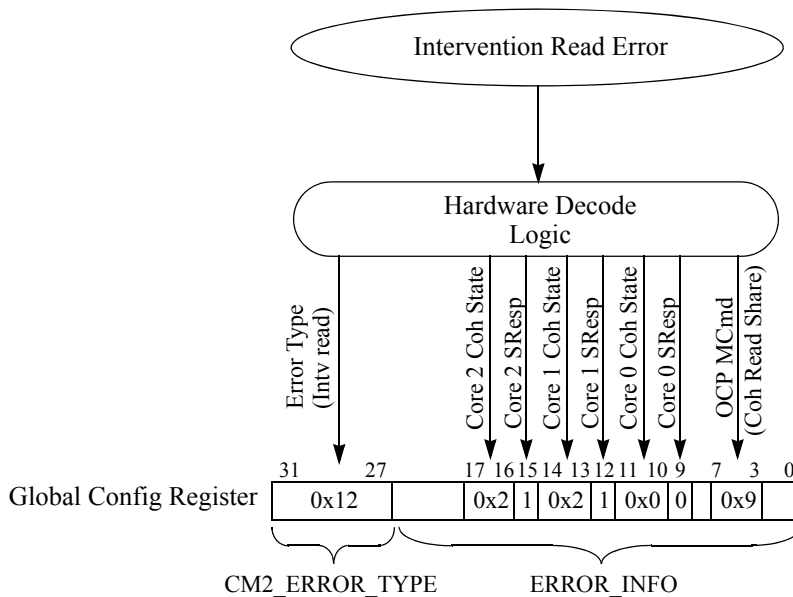 Intervention Read Error
Hardware Decode
Logic
Error Type
(Intv read)
Core 2 Coh State
Core 2 SResp
Core 1 Coh State
Core 1 SResp
Core 0 Coh State
Core 0 SResp
OCP MCmd
(Coh Read Share)
31 27 17 16 15 14 13 12 11 10 9 7 3 0
Global Config Register 0x12 0x2 1 0x2 1 0x0 0 0x9
CM2_ERROR_TYPE ERROR_INFO